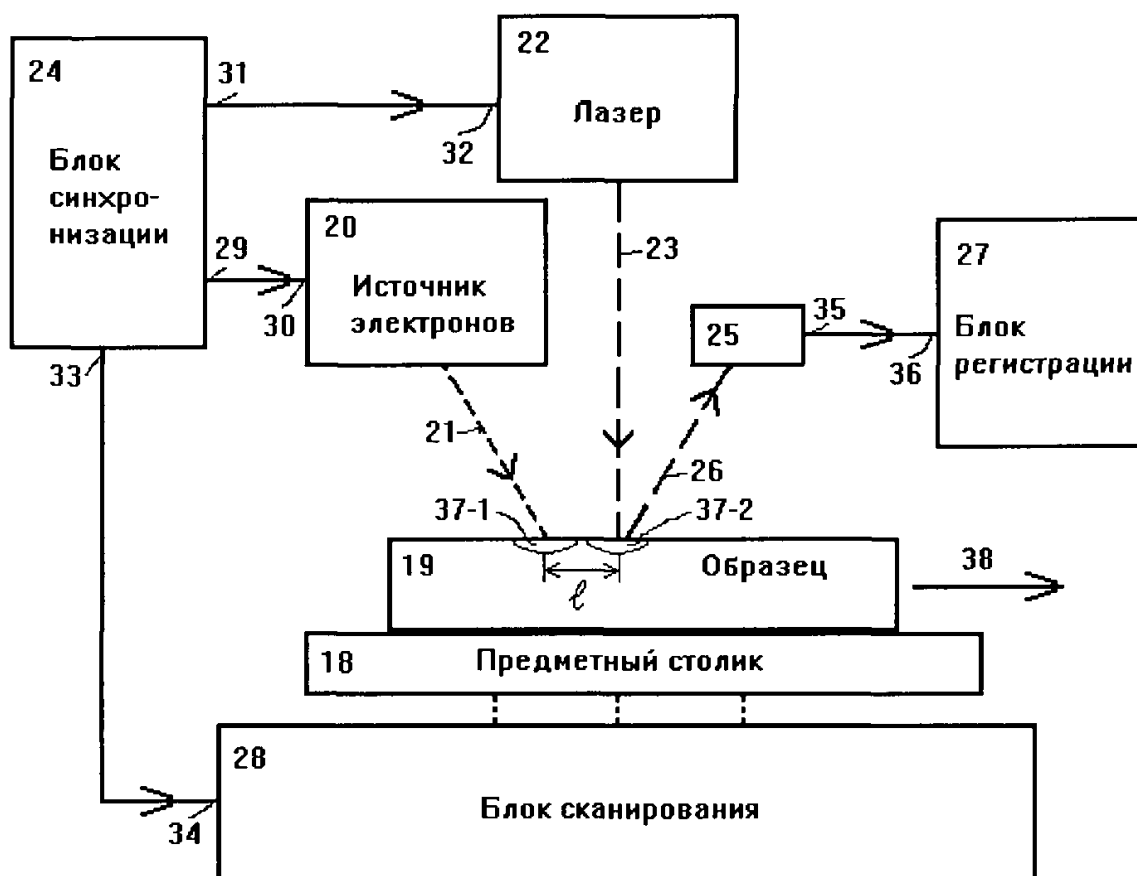 24
Блок
синхро-
низации
31
32
22
Лазер
29
30
20
Источник
электронов
33
23
21
25
35
36
27
Блок
регистрации
26
37-1
37-2
19
Образец
ℓ
38
18
Предметный столик
28
Блок сканирования
34